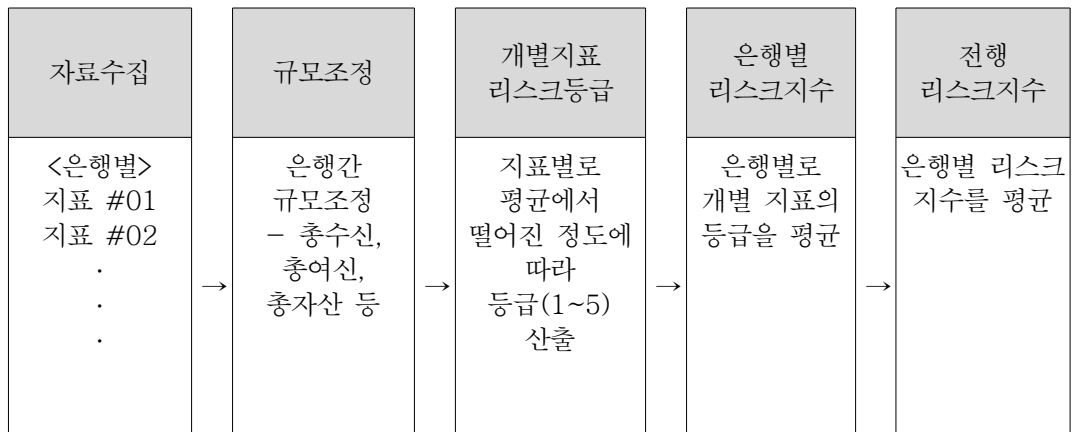 자료수집
규모조정
개별지표
리스크등급
은행별
리스크지수
전행
리스크지수
<은행별>
지표 #01
지표 #02
.
.
.
→
은행간
규모조정
- 총수신,
총여신,
총자산 등
→
지표별로
평균에서
떨어진 정도에
따라
등급(1~5)
산출
→
은행별로
개별 지표의
등급을 평균
→
은행별 리스크
지수를 평균